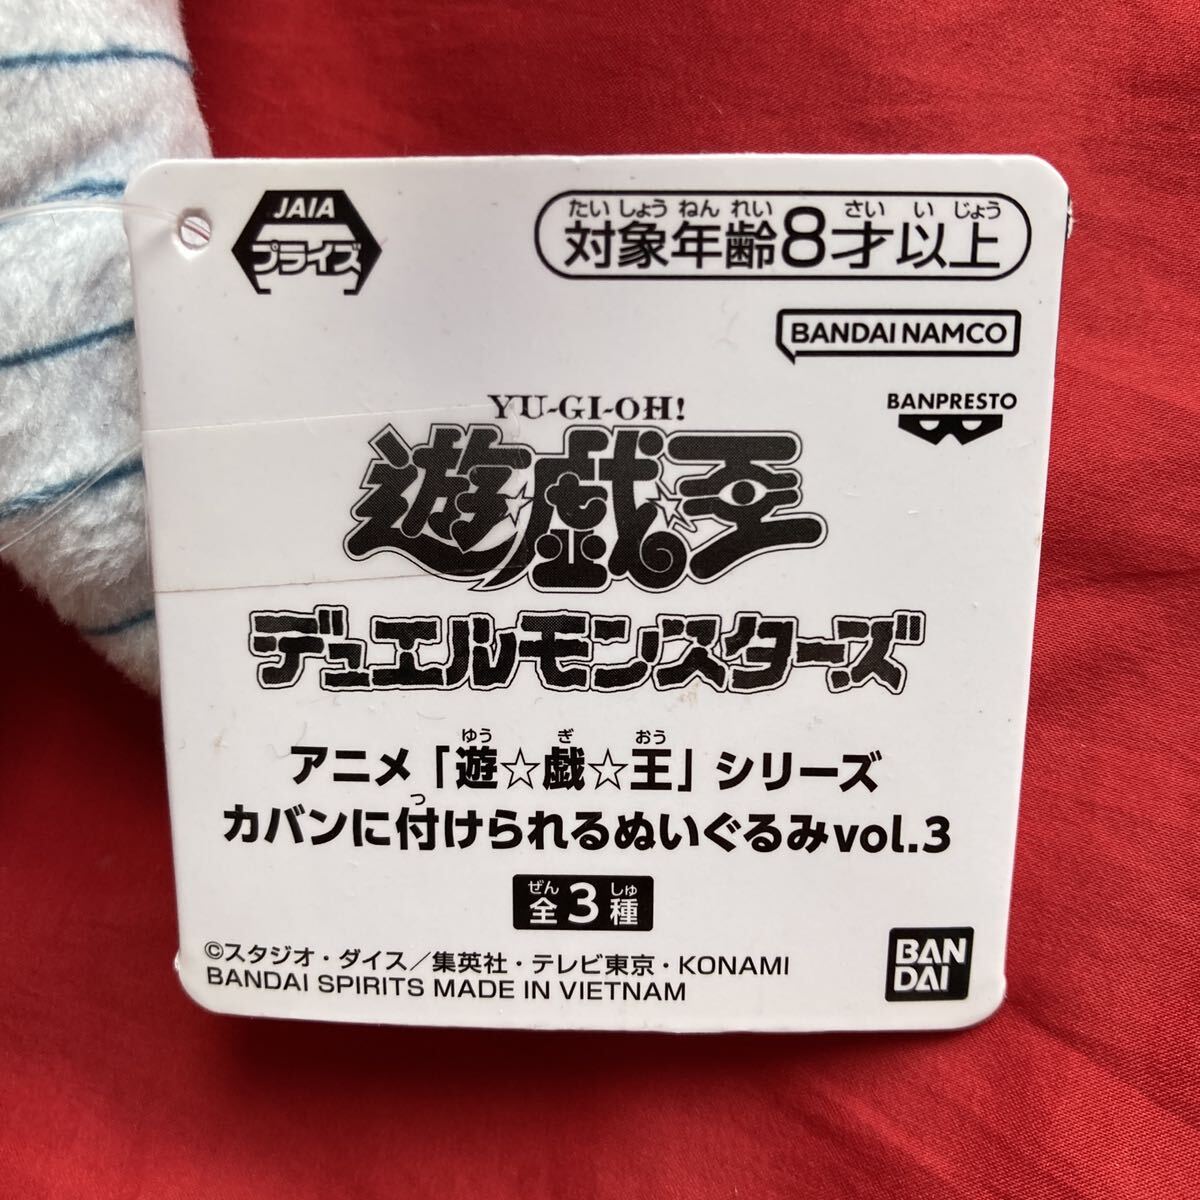 JAIA
プライズ
たいしょうねんれい さいいじょう
対象年齢8才以上
BANDAI NAMCO
BANPRESTO
YU-GI-OH!
遊☆戯☆王
デュエルモンスターズ
ゆう ぎ おう
アニメ「遊☆戯☆王」シリーズ
っ
カバンに付けられるぬいぐるみvol.3
ぜん しゅ
全3種
©スタジオ・ダイス/集英社・テレビ東京・KONAMI
BANDAI SPIRITS MADE IN VIETNAM
BAN
DAI